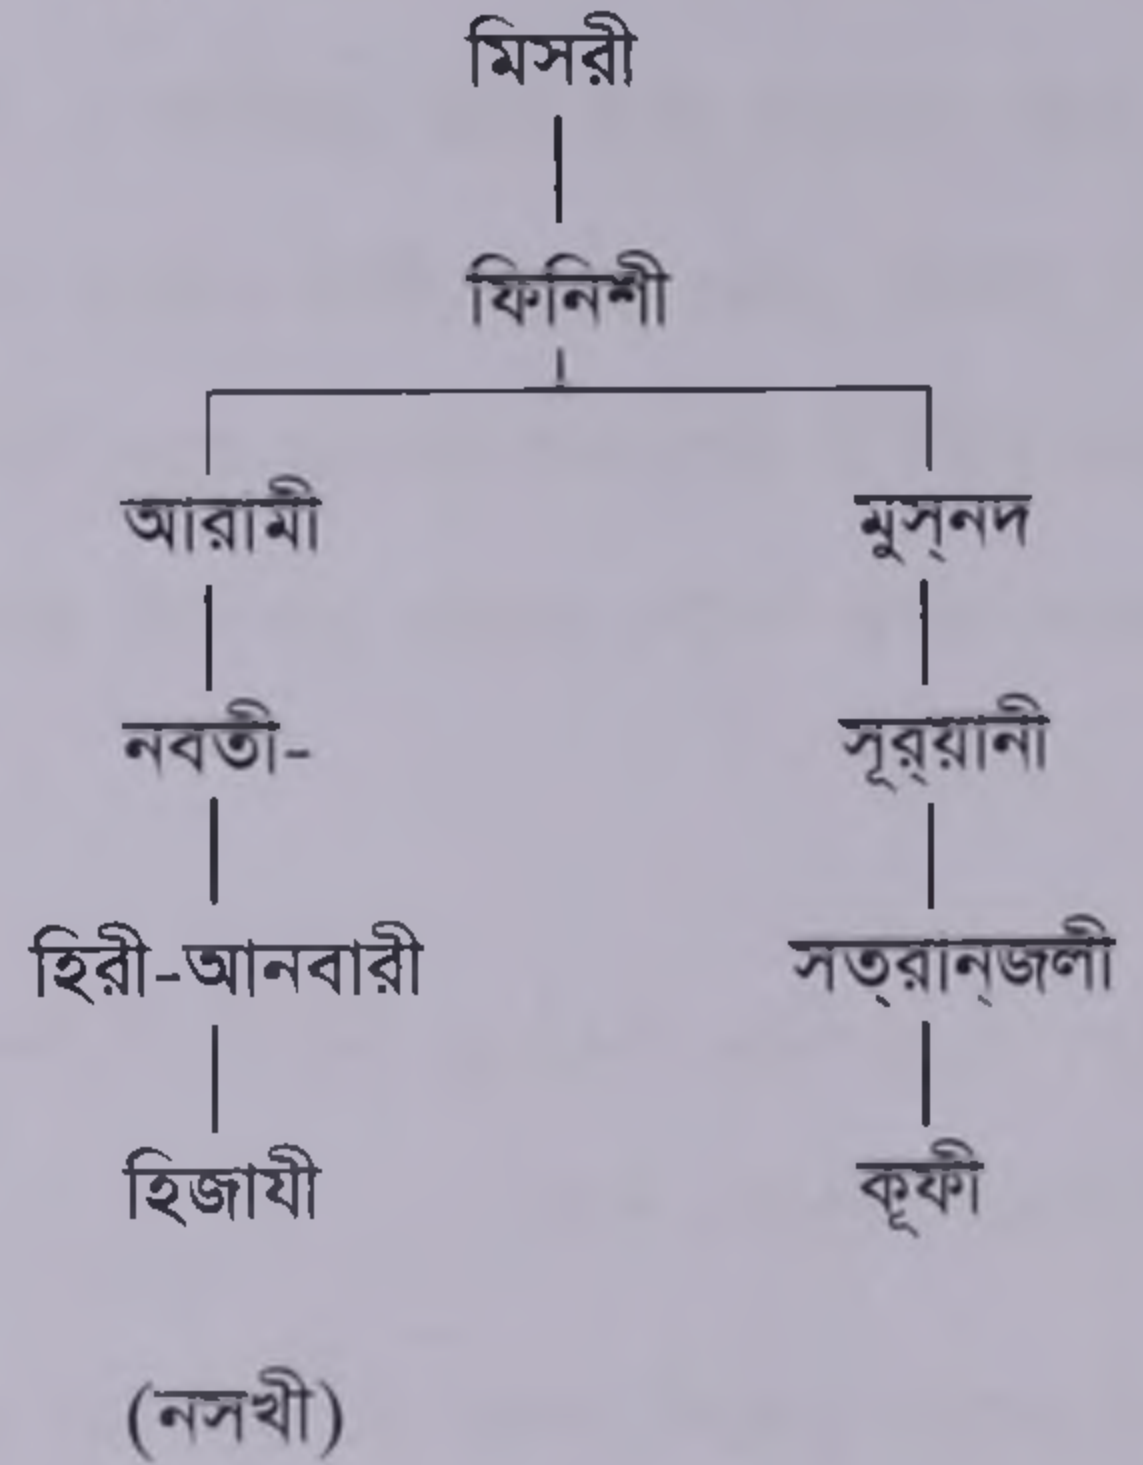 মিসরী
ফিনিশী
আরামী মুস্নদ
নবতী- সূর্য়ানী
হিরী-আনবারী সত্রান্জলী
হিজাযী কূফী
(নসখী)